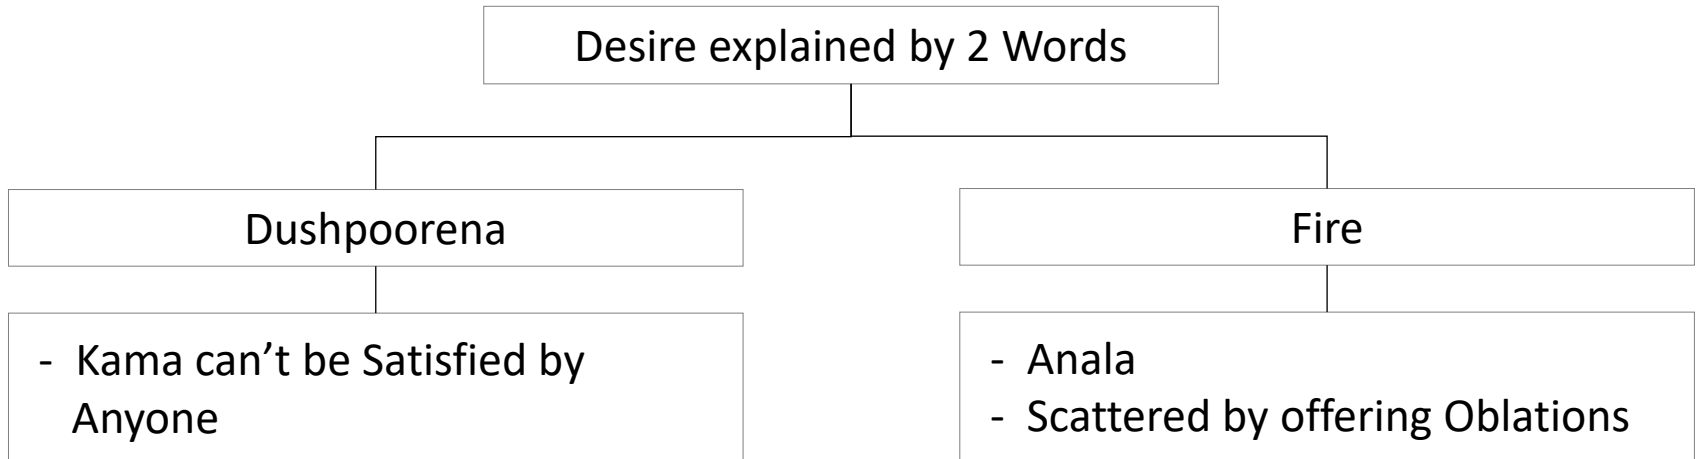 Desire explained by 2 Words
Dushpoorena
Fire
- Kama can’t be Satisfied by
Anyone
- Anala
- Scattered by offering Oblations